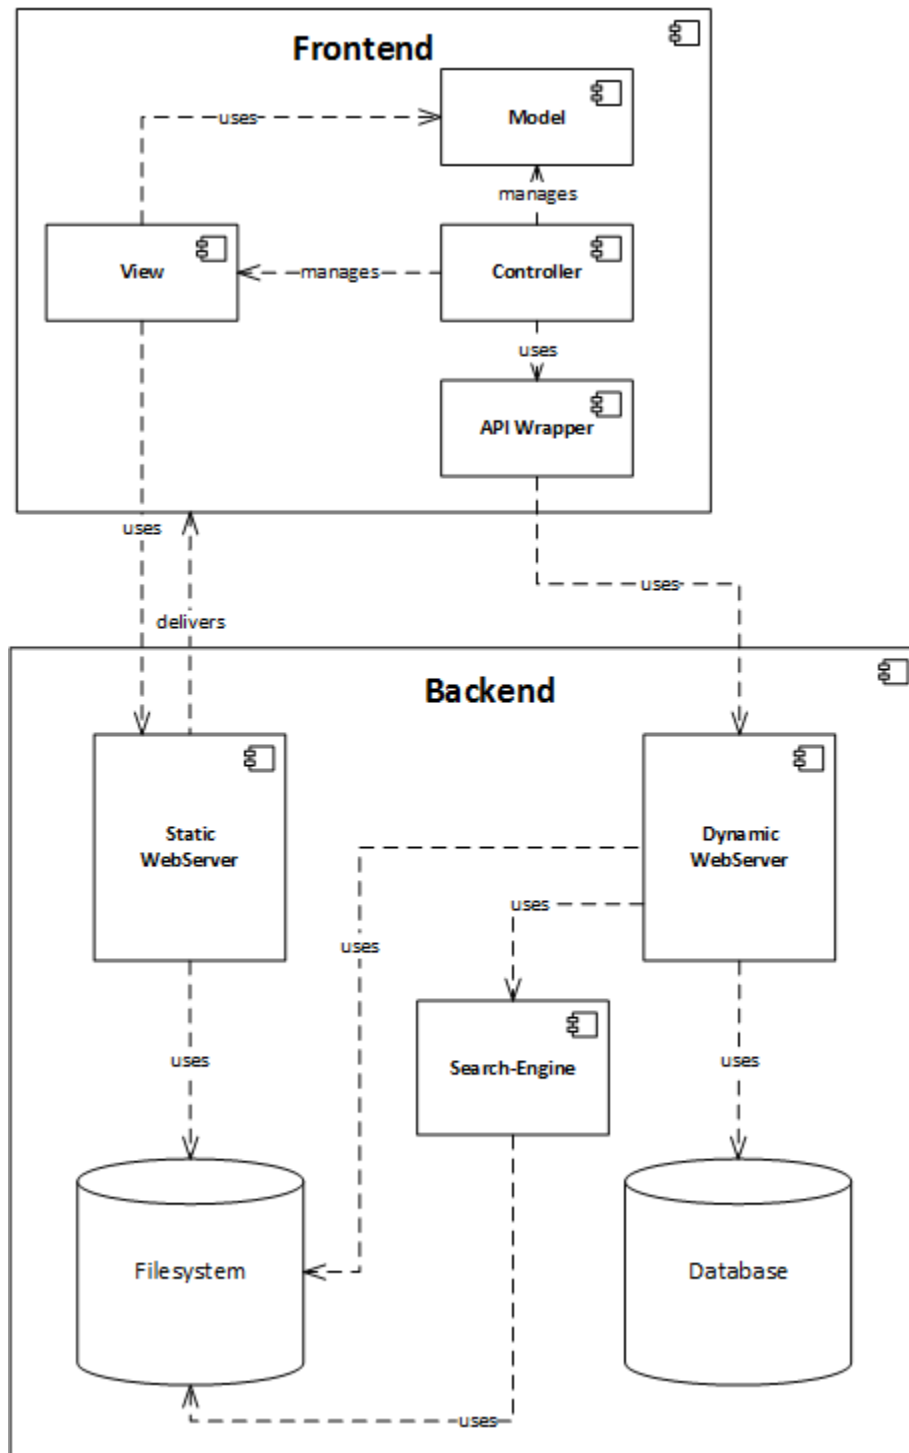 Frontend
Model
uses
manages
View
manages
Controller
uses
API Wrapper
uses
uses
delivers
Backend
Static
WebServer
Dynamic
WebServer
uses
uses
uses
uses
Search-Engine
Filesystem
Database
uses